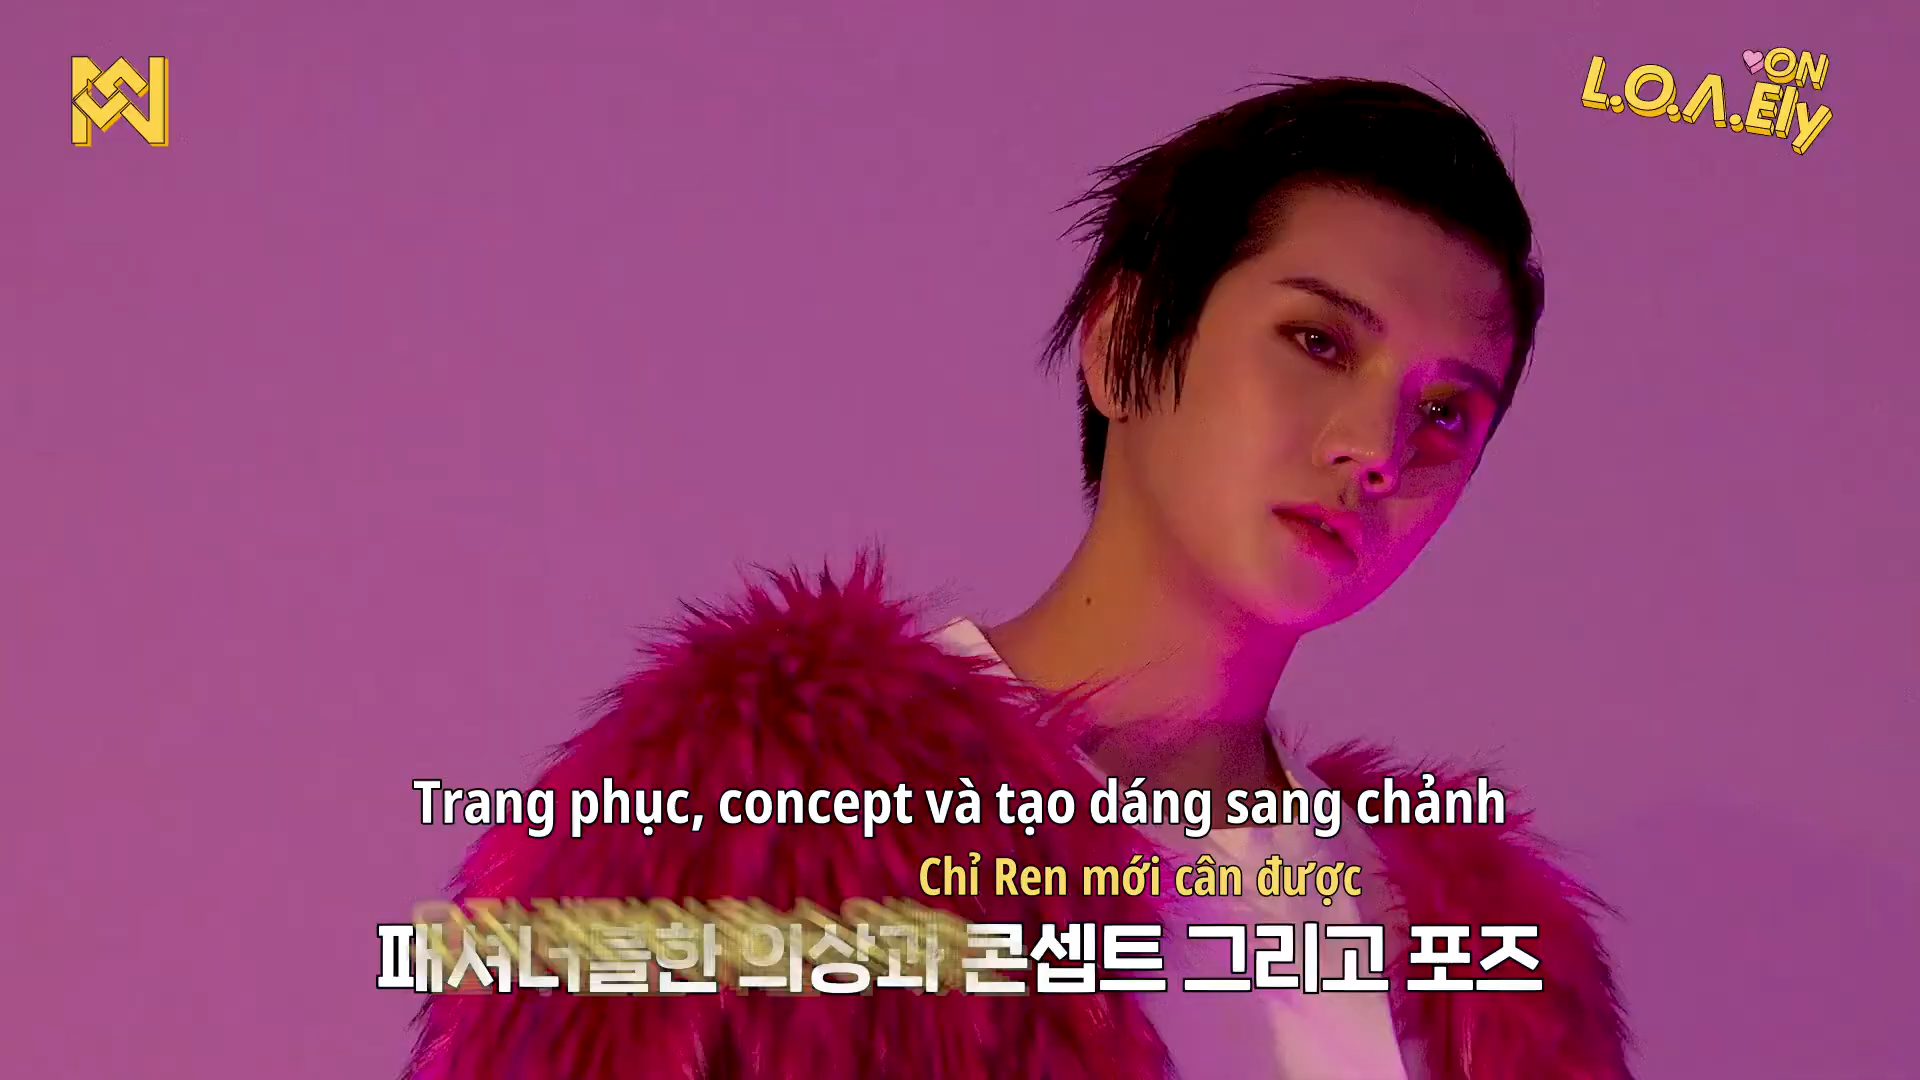 L.O.Λ.Ely
ON
Trang phục, concept và tạo dáng sang chảnh
Chỉ Ren mới cân được
패셔너블한 의상과 콘셉트 그리고 포즈